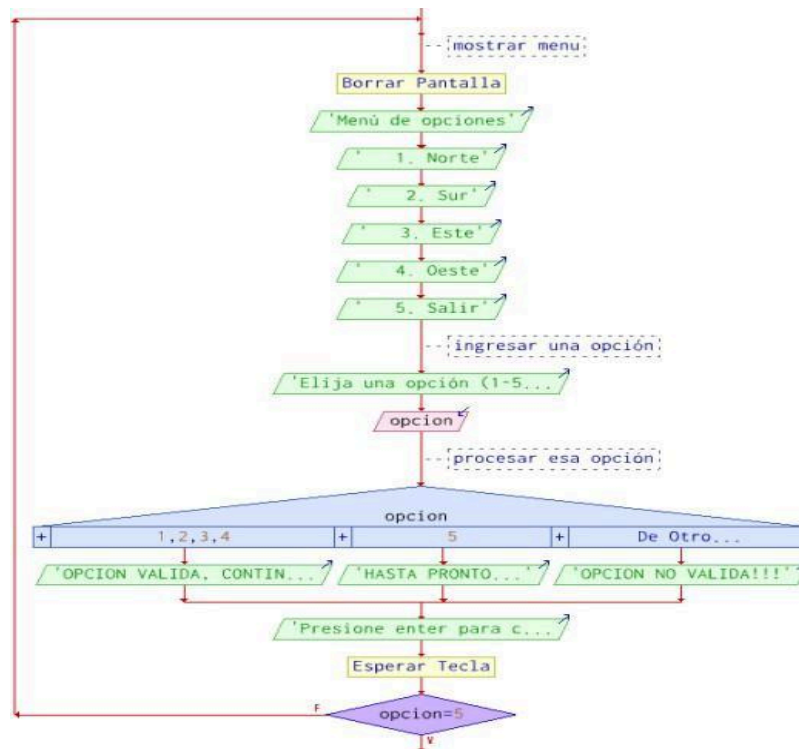 mostrar menu
Borrar Pantalla
'Menú de opciones'
'   1. Norte'
'   2. Sur'
'   3. Este'
'   4. Oeste'
'   5. Salir'
ingresar una opción
'Elija una opción (1-5...
opcion
procesar esa opción
opcion
+ 1,2,3,4 + 5 + De Otro...
'OPCION VALIDA, CONTIN... 'HASTA PRONTO...' 'OPCION NO VALIDA!!!'
'Presione enter para c...
Esperar Tecla
F opcion=5
V